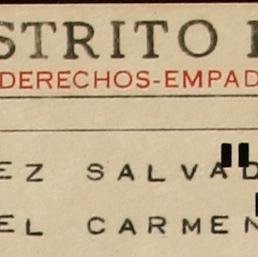 STRITO
DERECHOS-EMPAD
EZ SALVAD
EL CARMEN